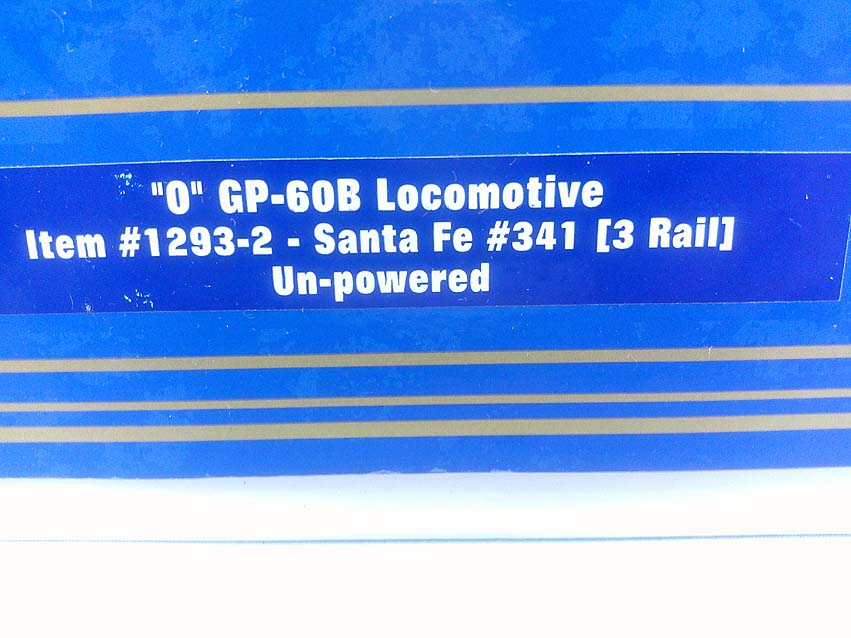 "O" GP-60B Locomotive
Item #1293-2 - Santa Fe #341 [3 Rail]
Un-powered